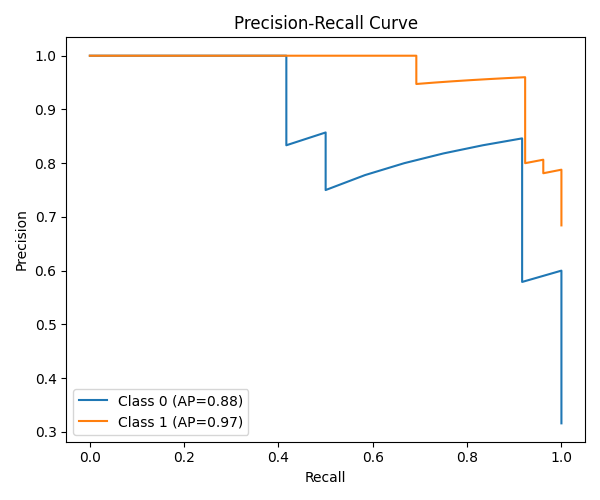 Precision-Recall Curve
1.0
0.9
0.8
0.7
0.6
0.5
0.4
0.3
Precision
Class 0 (AP=0.88)
Class 1 (AP=0.97)
0.0 0.2 0.4 0.6 0.8 1.0
Recall